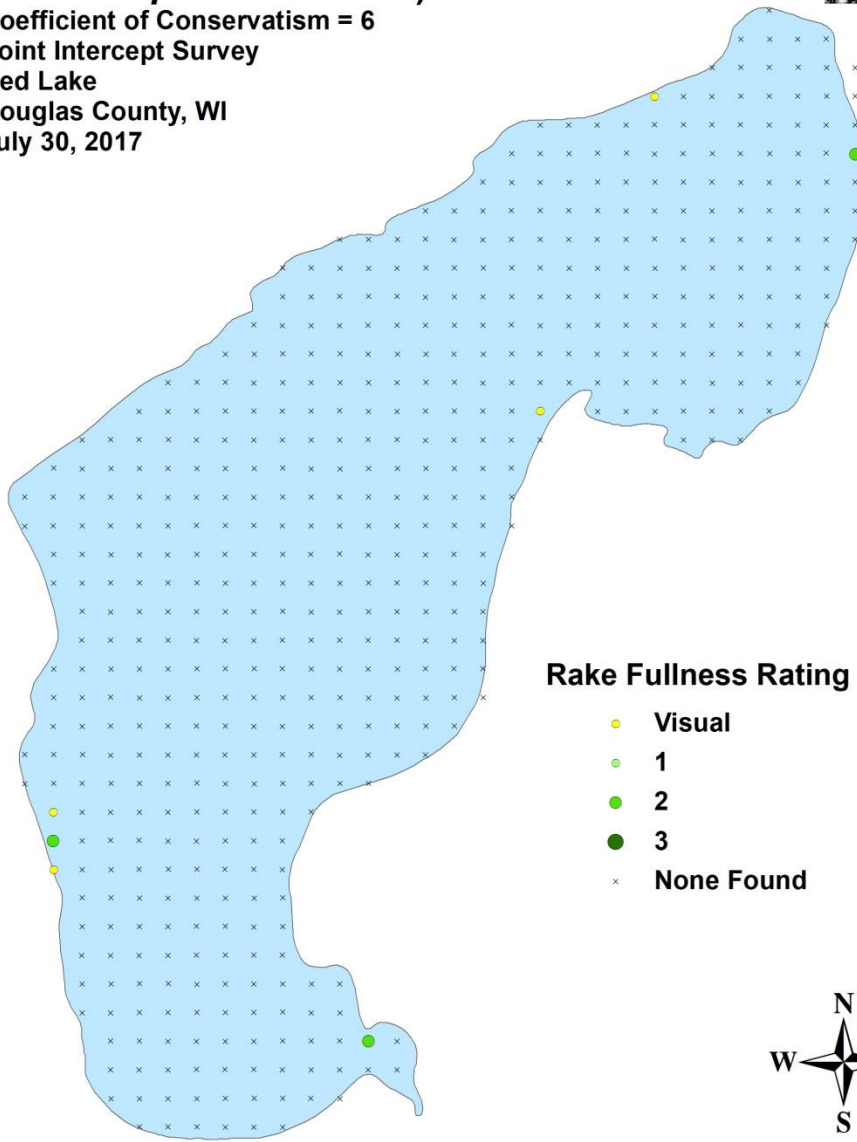 oefficient of Conservatism = 6
oint Intercept Survey
ed Lake
ouglas County, WI
uly 30, 2017
Rake Fullness Rating
Visual
1
2
3
None Found
N
W
S